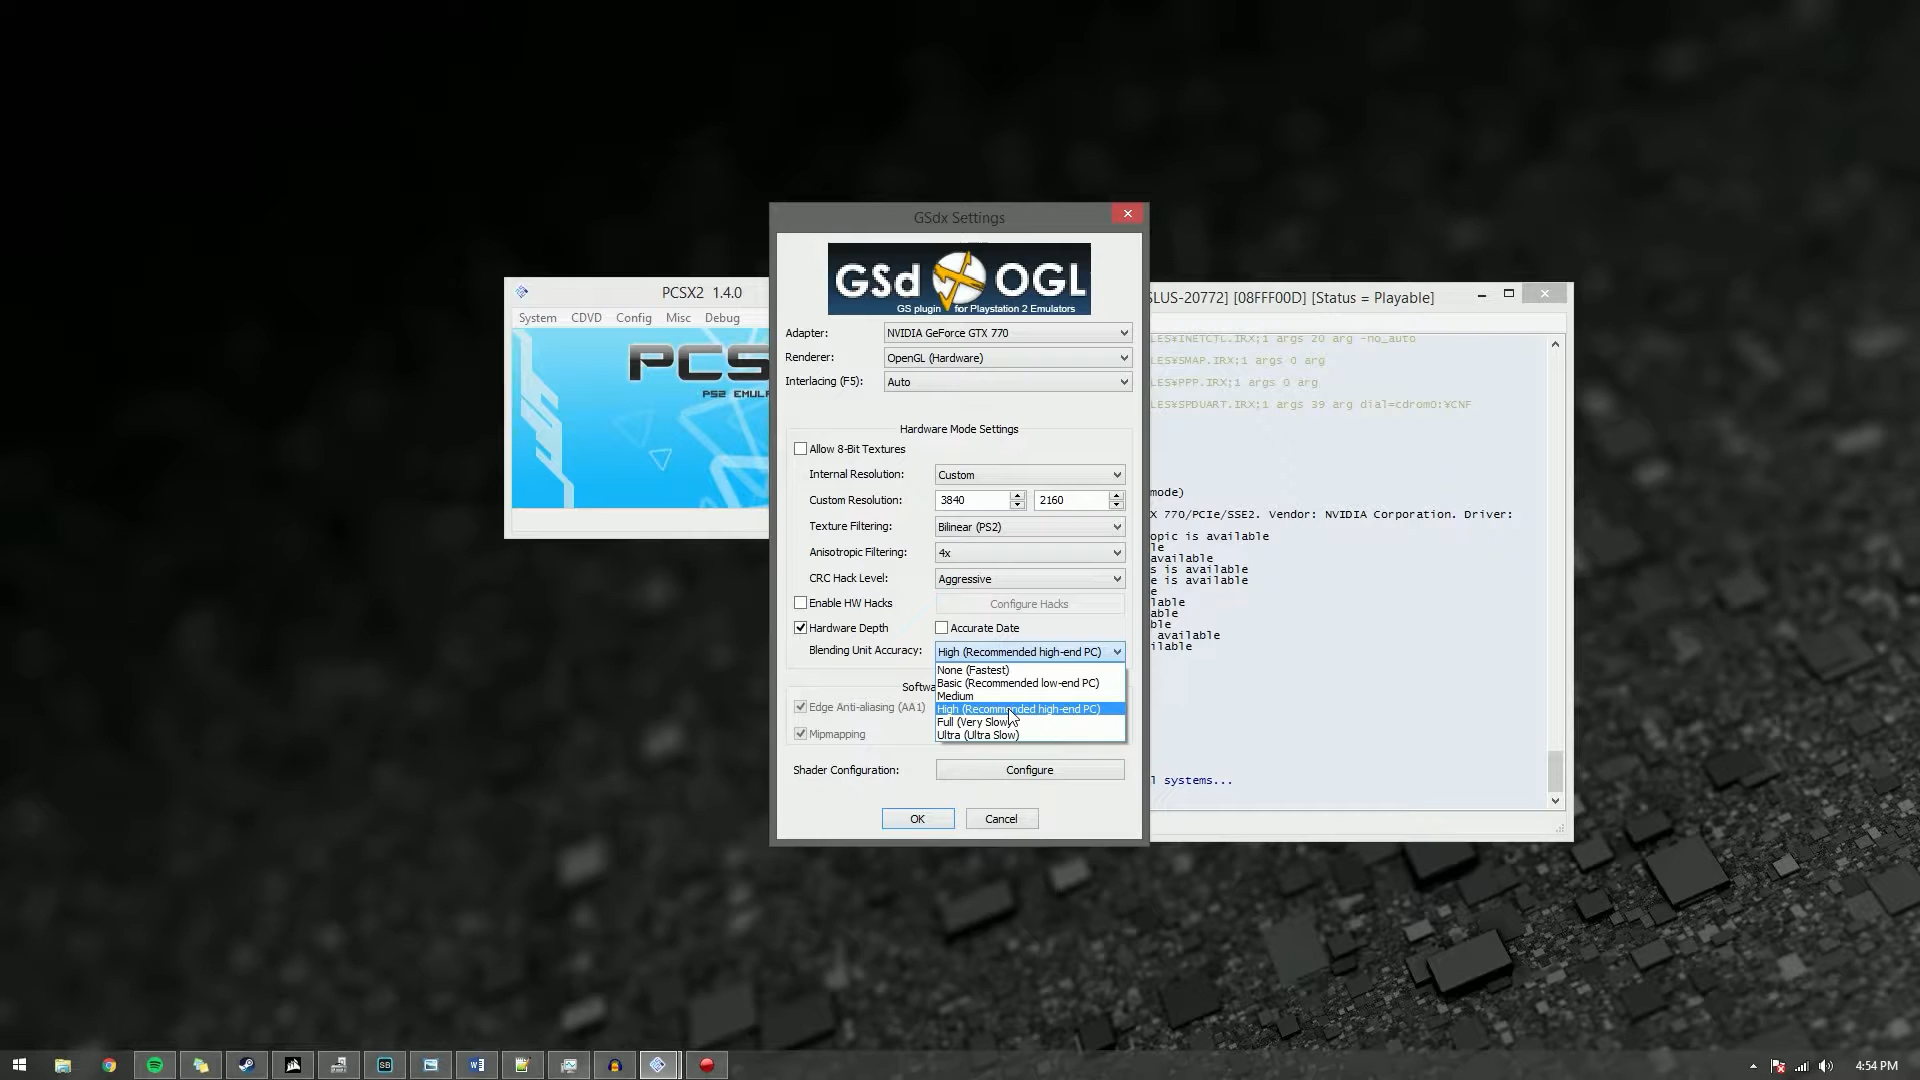 GSdx Settings
GSd OGL
GS plugin for Playstation 2 Emulators
PCSX2 1.4.0
System CDVD Config Misc Debug
PCS
PS2 EMUL
Adapter: NVIDIA GeForce GTX 770
Renderer: OpenGL (Hardware)
Interlacing (F5): Auto
Hardware Mode Settings
Allow 8-Bit Textures
Internal Resolution: Custom
Custom Resolution: 3840 2160
Texture Filtering: Bilinear (PS2)
Anisotropic Filtering: 4x
CRC Hack Level: Aggressive
Enable HW Hacks Configure Hacks
Hardware Depth Accurate Date
Blending Unit Accuracy: High (Recommended high-end PC)
None (Fastest)
Basic (Recommended low-end PC)
Medium
High (Recommended high-end PC)
Full (Very Slow)
Ultra (Ultra Slow)
Softwa
Edge Anti-aliasing (AA1)
Mipmapping
Shader Configuration: Configure
OK Cancel
SLUS-20772] [08FFF00D] [Status = Playable]
LES¥INETCTL.IRX;1 args 20 arg -no_auto
LES¥SMAP.IRX;1 args 0 arg
LES¥PPP.IRX;1 args 0 arg
LES¥SPDUART.IRX;1 args 39 arg dial=cdrom0:¥CNF
mode)
X 770/PCIe/SSE2. Vendor: NVIDIA Corporation. Driver:
opic is available
le
available
s is available
e is available
e
lable
able
ble
available
ilable
l systems...
SB
4:54 PM